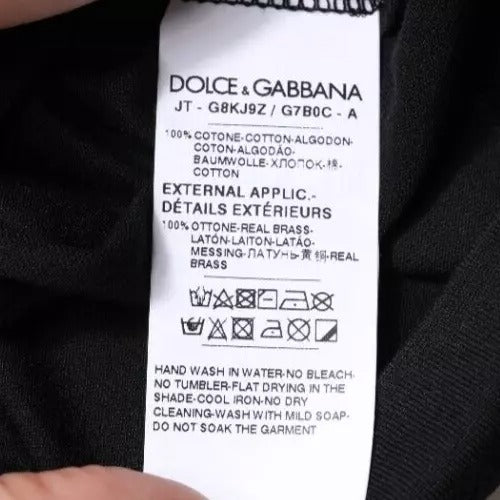 DOLCE & GABBANA
JT - G8KJ9Z / G7B0C - A
100% COTONE-COTTON-ALGODON-
COTON-ALGODÃO-
BAUMWOLLE-ХЛОПОК-棉-
COTTON
EXTERNAL APPLIC.-
DÉTAILS EXTÉRIEURS
100% OTTONE-REAL BRASS-
LATÓN-LAITON-LATÃO-
MESSING-ЛАТУНЬ 黄铜-REAL
BRASS
HAND WASH IN WATER-NO BLEACH-
NO TUMBLER-FLAT DRYING IN THE
SHADE-COOL IRON-NO DRY
CLEANING-WASH WITH MILD SOAP-
DO NOT SOAK THE GARMENT